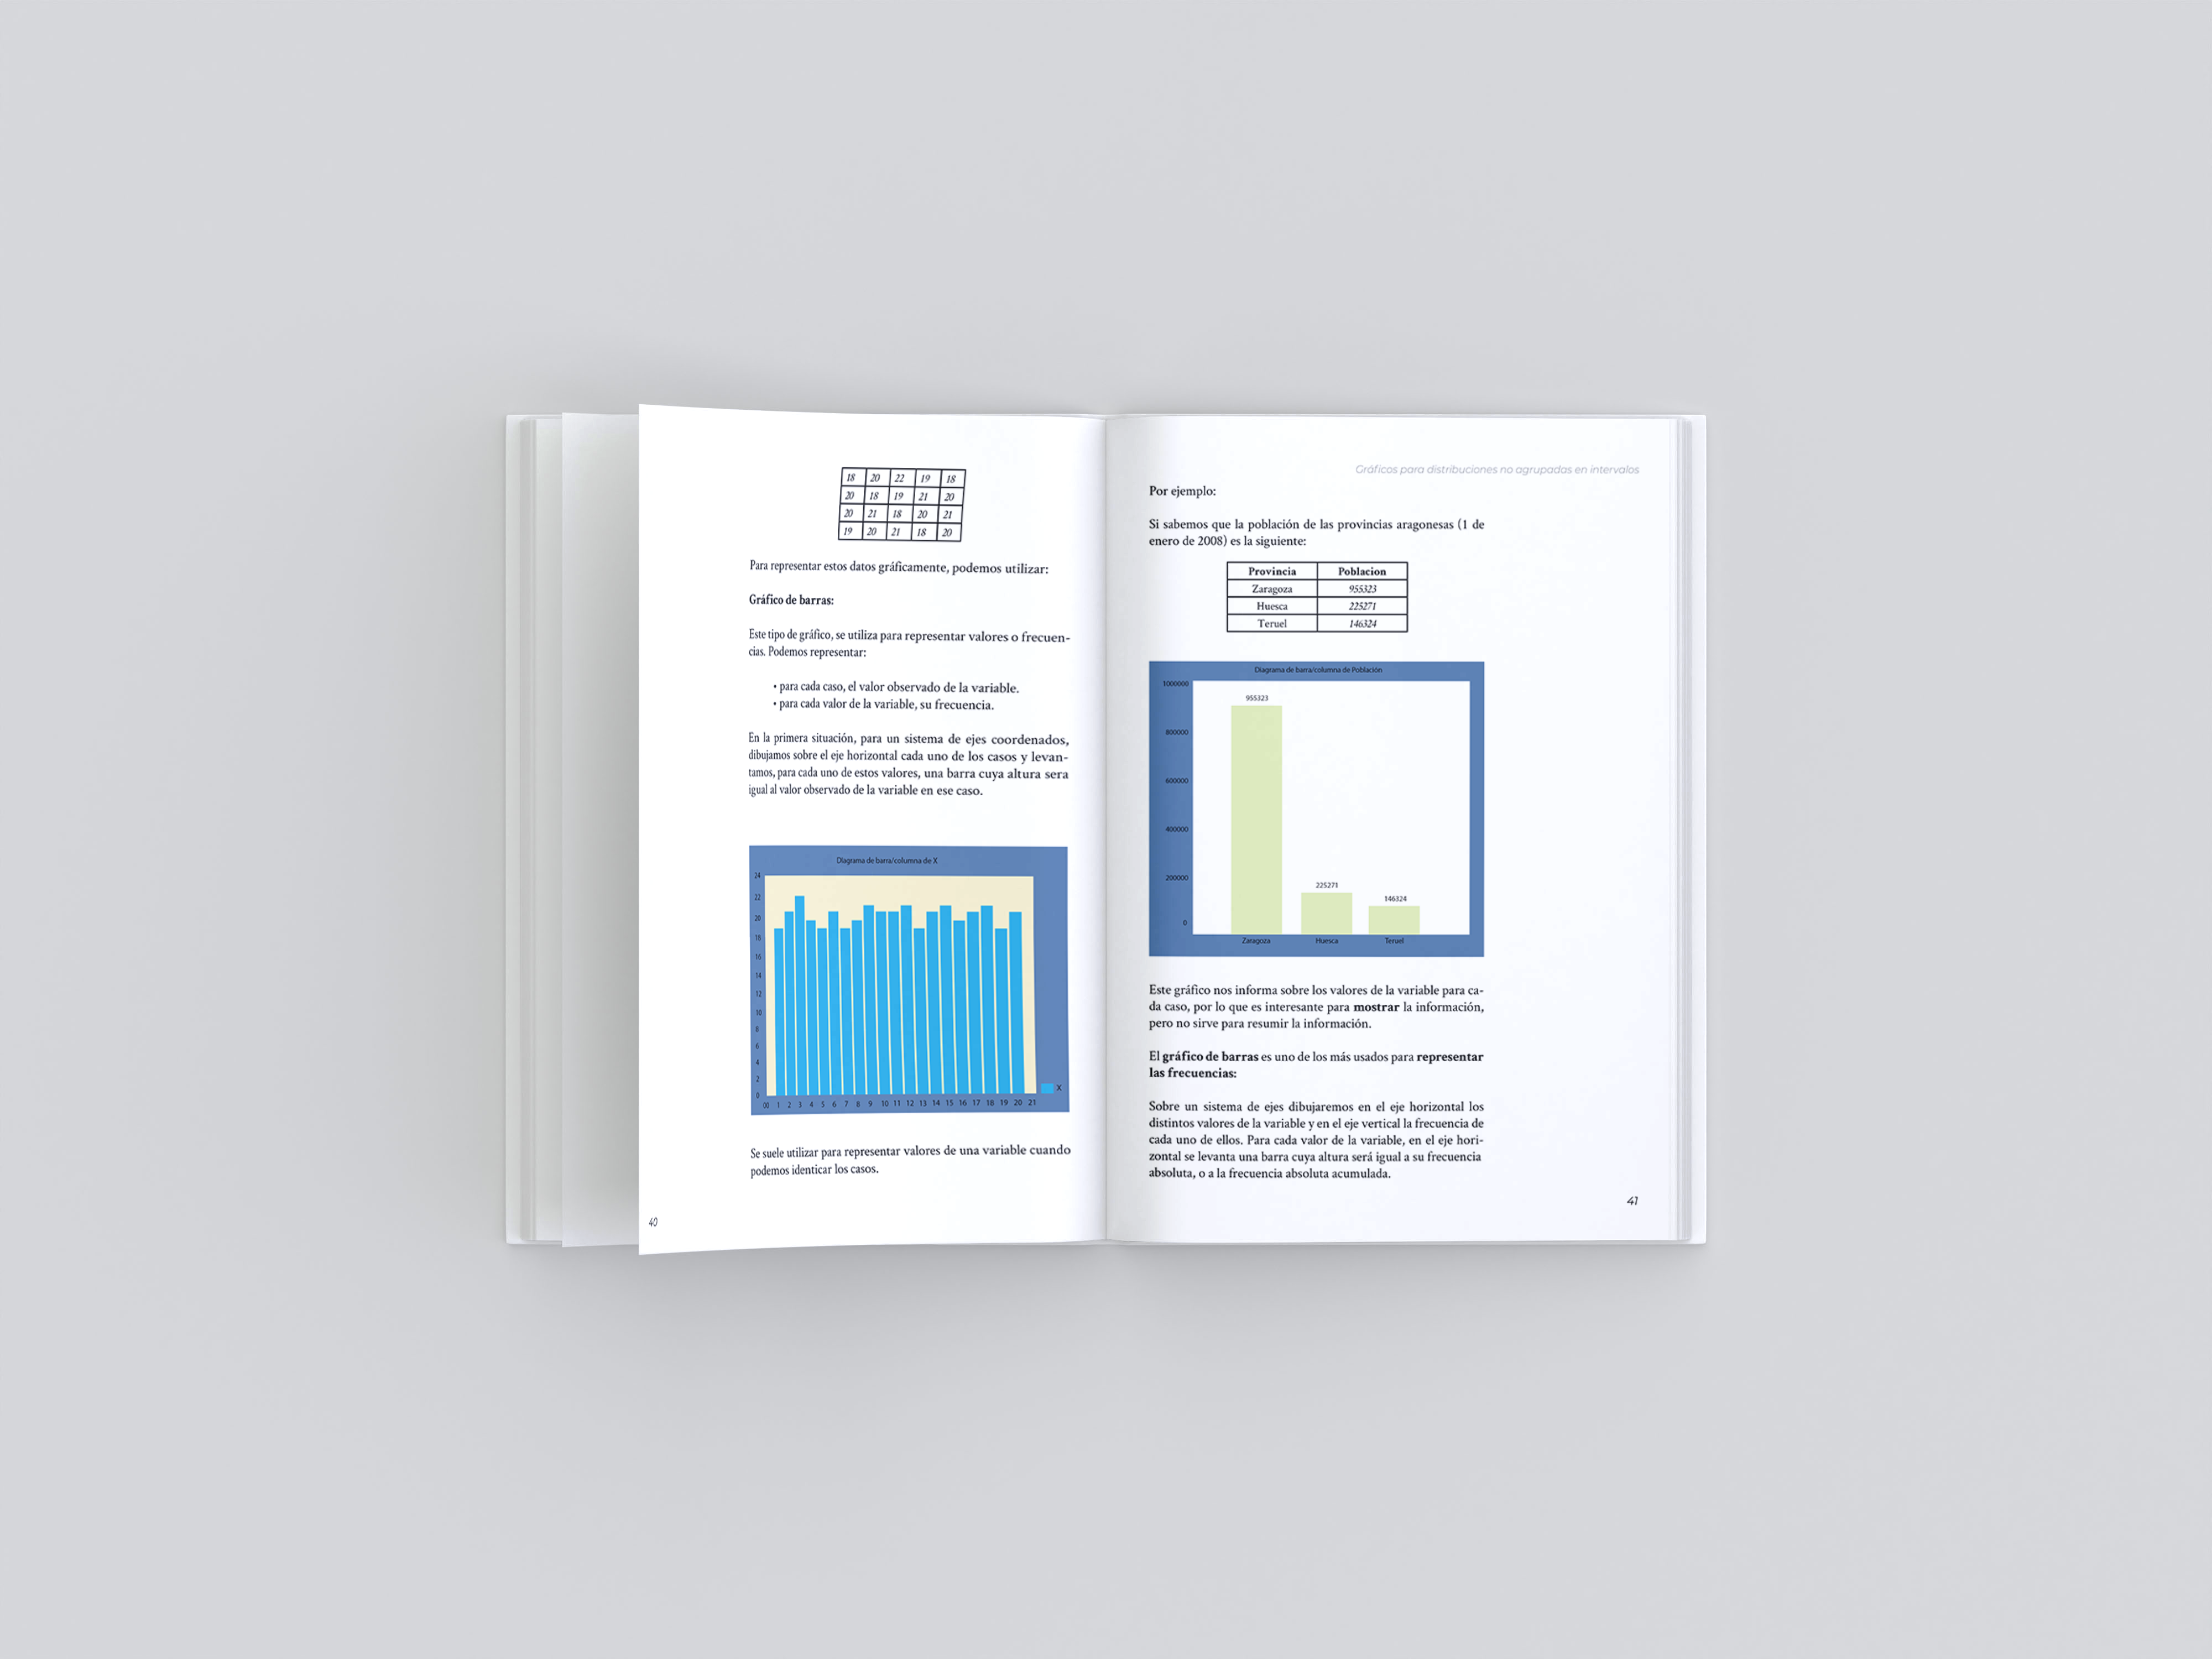 18 20 22 19 18
20 18 19 21 20
20 21 18 20 21
19 20 21 18 20
Para representar estos datos gráficamente, podemos utilizar:
Gráfico de barras:
Este tipo de gráfico, se utiliza para representar valores o frecuen-
cias. Podemos representar:
• para cada caso, el valor observado de la variable.
• para cada valor de la variable, su frecuencia.
En la primera situación, para un sistema de ejes coordenados,
dibujamos sobre el eje horizontal cada uno de los casos y levan-
tamos, para cada uno de estos valores, una barra cuya altura sera
igual al valor observado de la variable en ese caso.
Diagrama de barra/columna de X
24
22
20
18
16
14
12
10
8
6
4
2
0
00 1 2 3 4 5 6 7 8 9 10 11 12 13 14 15 16 17 18 19 20 21
X
Se suele utilizar para representar valores de una variable cuando
podemos identicar los casos.
40
Gráficos para distribuciones no agrupadas en intervalos
Por ejemplo:
Si sabemos que la población de las provincias aragonesas (1 de
enero de 2008) es la siguiente:
Provincia Poblacion
Zaragoza 955323
Huesca 225271
Teruel 146324
Diagrama de barra/columna de Población
1000000
800000
600000
400000
200000
0
955323
225271
146324
Zaragoza Huesca Teruel
Este gráfico nos informa sobre los valores de la variable para ca-
da caso, por lo que es interesante para mostrar la información,
pero no sirve para resumir la información.
El gráfico de barras es uno de los más usados para representar
las frecuencias:
Sobre un sistema de ejes dibujaremos en el eje horizontal los
distintos valores de la variable y en el eje vertical la frecuencia de
cada uno de ellos. Para cada valor de la variable, en el eje hori-
zontal se levanta una barra cuya altura será igual a su frecuencia
absoluta, o a la frecuencia absoluta acumulada.
41